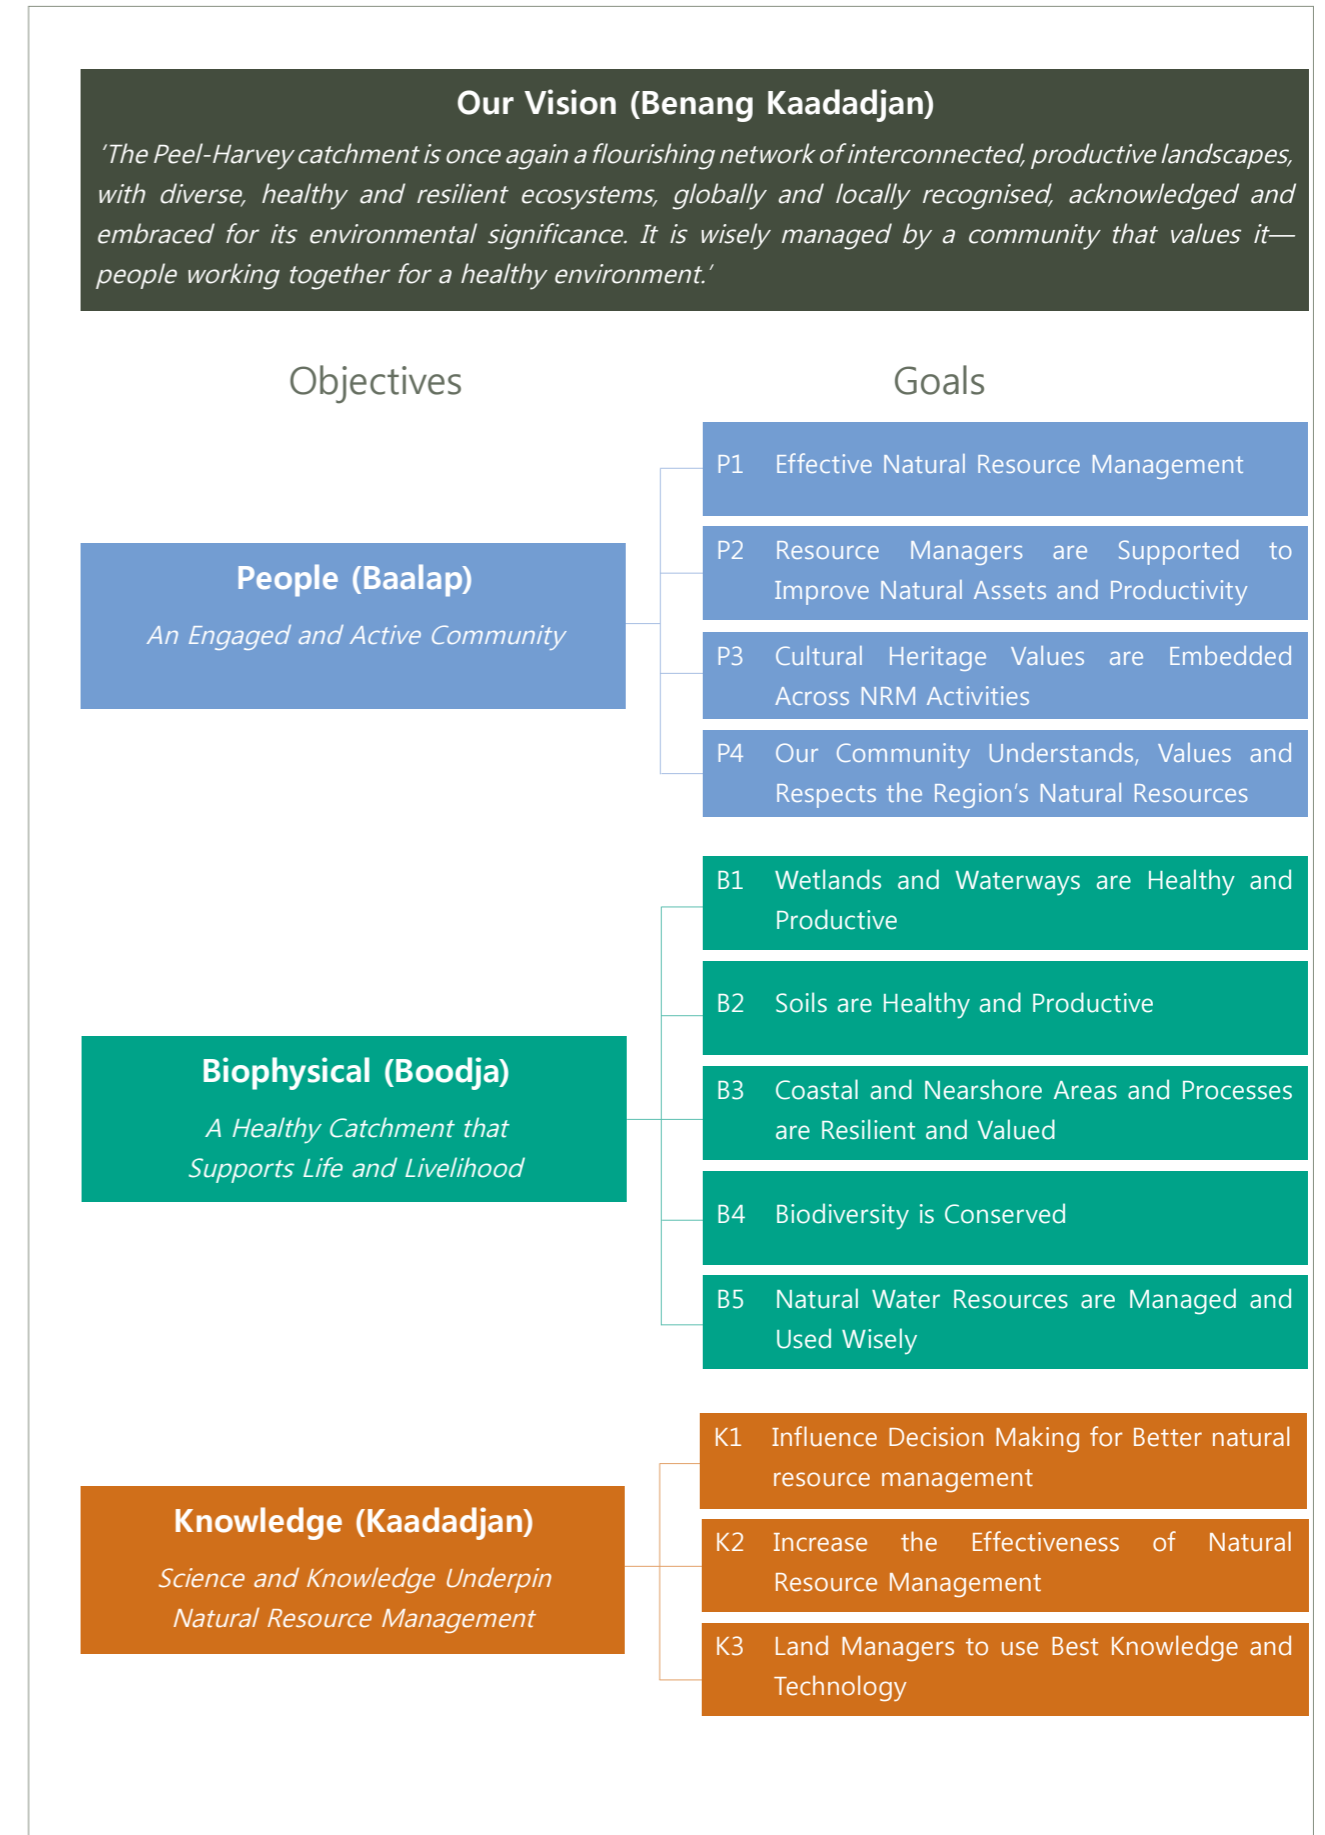 Our Vision (Benang Kaadadjan)
‘The Peel-Harvey catchment is once again a flourishing network of interconnected, productive landscapes,
with diverse, healthy and resilient ecosystems, globally and locally recognised, acknowledged and
embraced for its environmental significance. It is wisely managed by a community that values it—
people working together for a healthy environment.’
Objectives
Goals
People (Baalap)
An Engaged and Active Community
P1 Effective Natural Resource Management
P2 Resource Managers are Supported to
Improve Natural Assets and Productivity
P3 Cultural Heritage Values are Embedded
Across NRM Activities
P4 Our Community Understands, Values and
Respects the Region’s Natural Resources
Biophysical (Boodja)
A Healthy Catchment that
Supports Life and Livelihood
B1 Wetlands and Waterways are Healthy and
Productive
B2 Soils are Healthy and Productive
B3 Coastal and Nearshore Areas and Processes
are Resilient and Valued
B4 Biodiversity is Conserved
B5 Natural Water Resources are Managed and
Used Wisely
Knowledge (Kaadadjan)
Science and Knowledge Underpin
Natural Resource Management
K1 Influence Decision Making for Better natural
resource management
K2 Increase the Effectiveness of Natural
Resource Management
K3 Land Managers to use Best Knowledge and
Technology